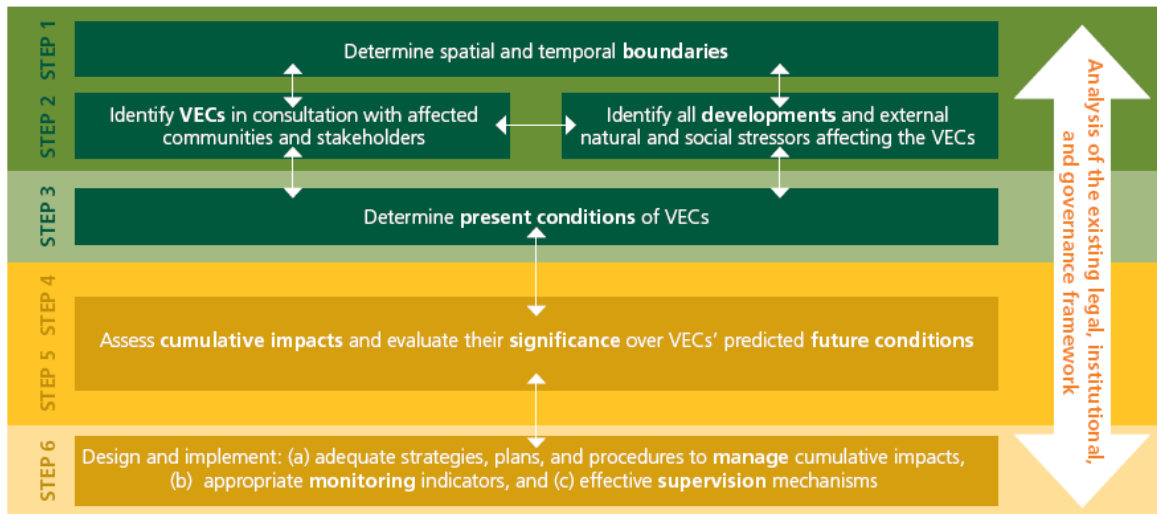 STEP 1
Determine spatial and temporal boundaries
STEP 2
Identify VECs in consultation with affected
communities and stakeholders
Identify all developments and external
natural and social stressors affecting the VECs
STEP 3
Determine present conditions of VECs
STEP 4
STEP 5
Assess cumulative impacts and evaluate their significance over VECs’ predicted future conditions
STEP 6
Design and implement: (a) adequate strategies, plans, and procedures to manage cumulative impacts,
(b) appropriate monitoring indicators, and (c) effective supervision mechanisms
Analysis of the existing legal, institutional,
and governance framework